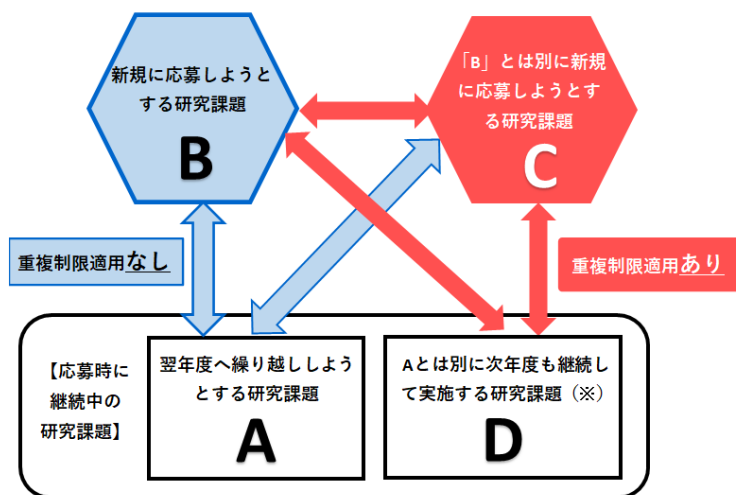 新規に応募しようと
する研究課題
B
「B」とは別に新規
に応募しようとす
る研究課題
C
重複制限適用なし
重複制限適用あり
【応募時に
継続中の
研究課題】
翌年度へ繰り越ししよう
とする研究課題
A
Aとは別に次年度も継続し
て実施する研究課題（※）
D